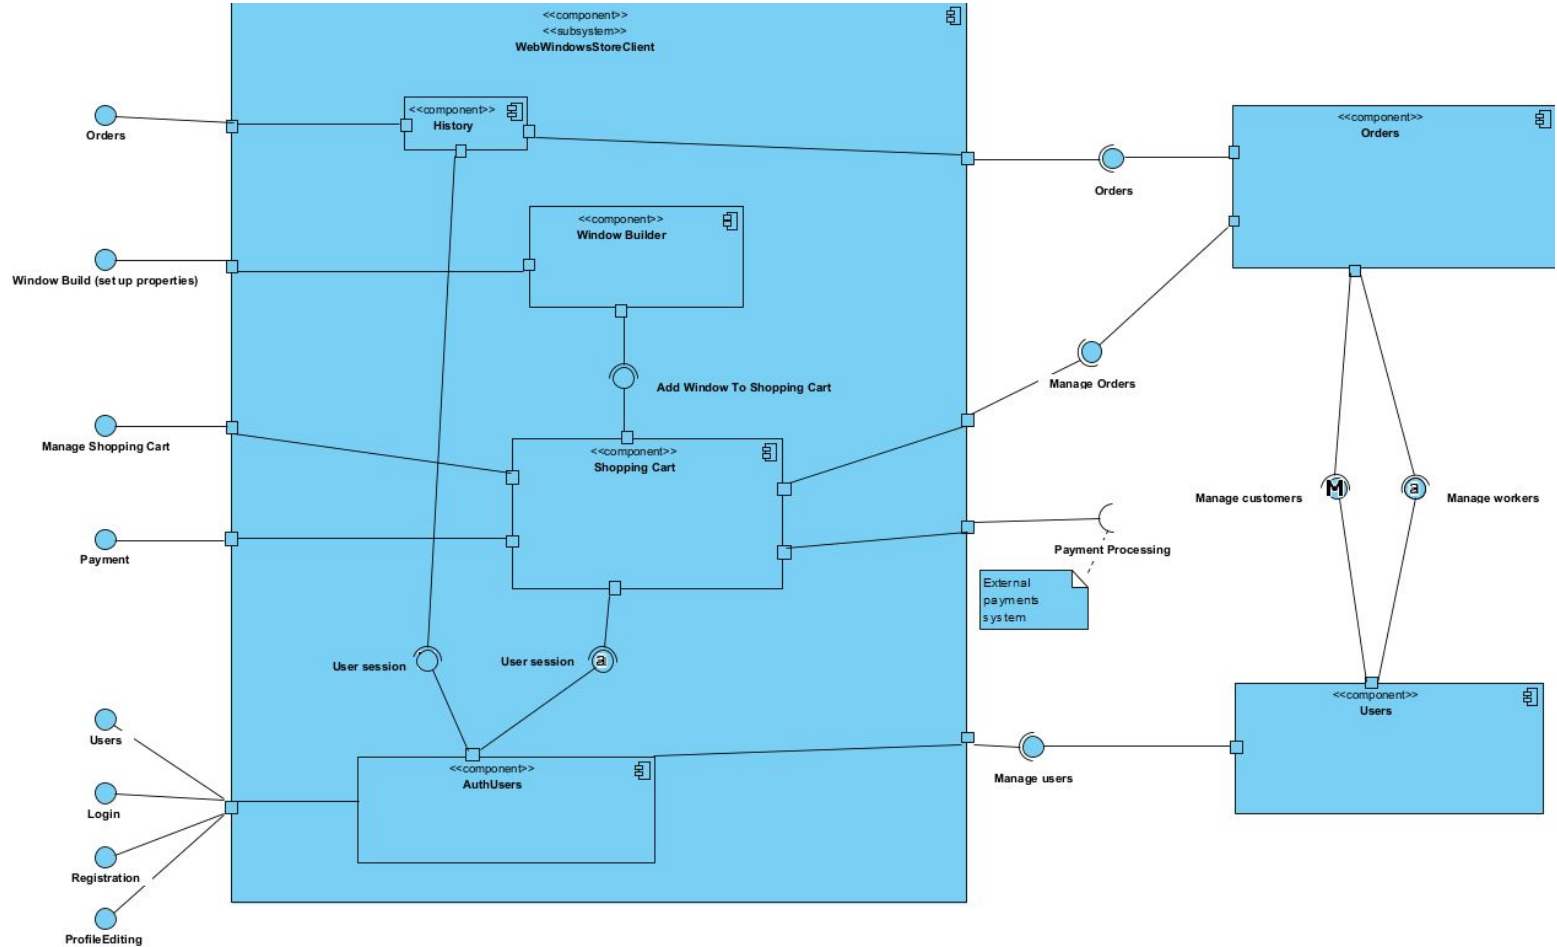 <<component>>
<<subsystem>>
WebWindowsStoreClient
<<component>>
History
Orders
<<component>>
Orders
Orders
<<component>>
Window Builder
Window Build (set up properties)
Add Window To Shopping Cart
Manage Orders
Manage Shopping Cart
<<component>>
Shopping Cart
Manage customers
M
a
Manage workers
Payment
Payment Processing
External
payments
system
User session
User session
a
Users
<<component>>
Users
<<component>>
AuthUsers
Manage users
Login
Registration
ProfileEditing